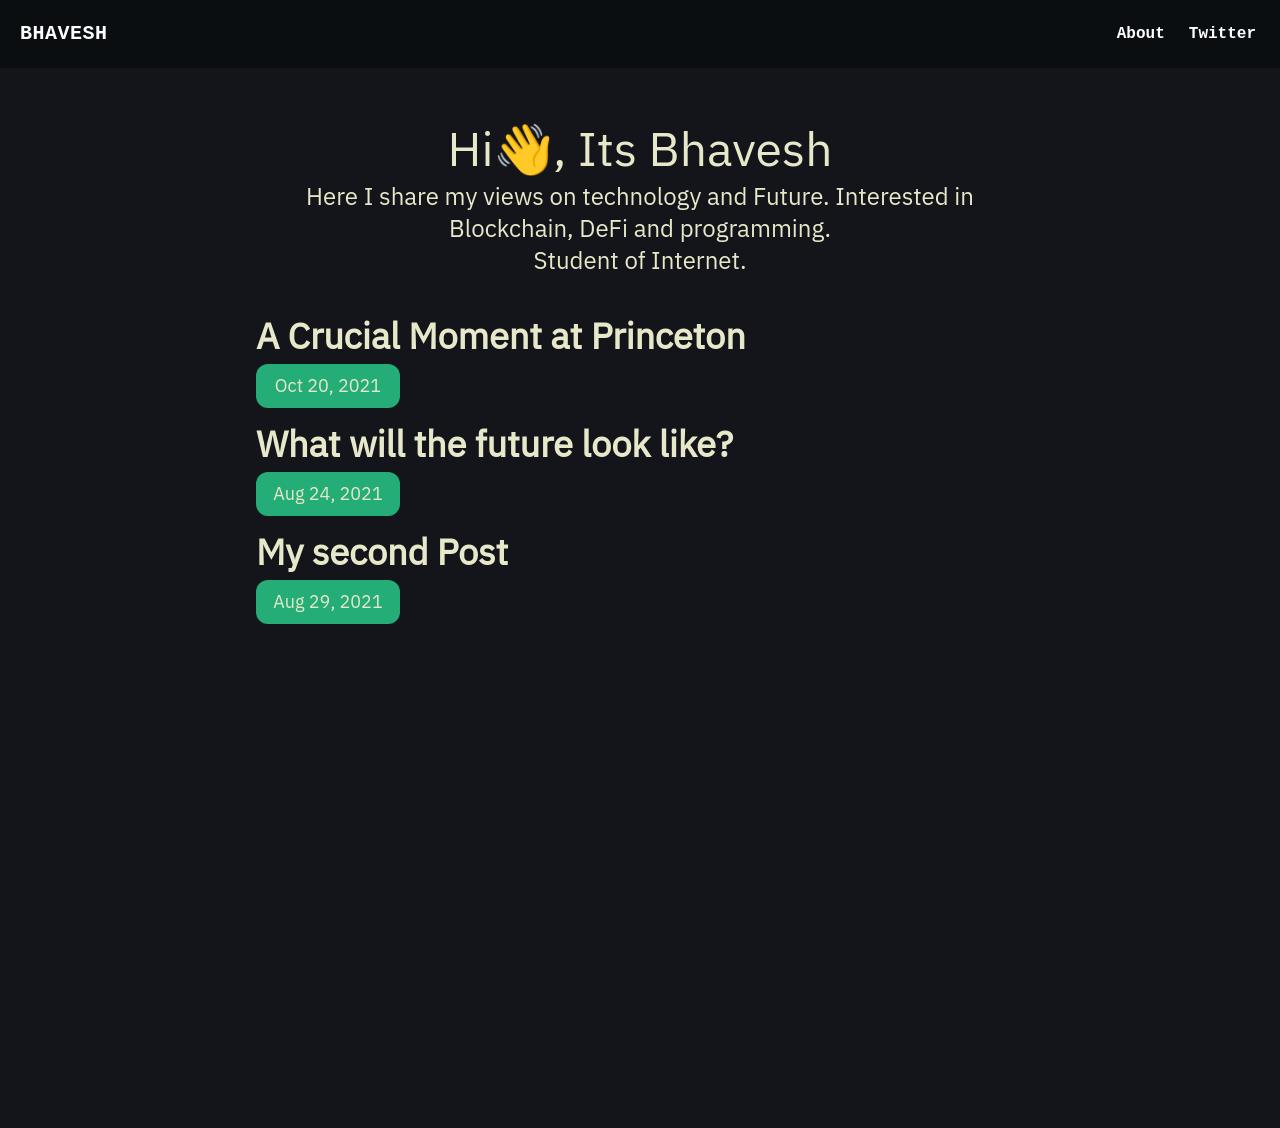 BHAVESH
About Twitter
Hi👋, Its Bhavesh
Here I share my views on technology and Future. Interested in
Blockchain, DeFi and programming.
Student of Internet.
A Crucial Moment at Princeton
Oct 20, 2021
What will the future look like?
Aug 24, 2021
My second Post
Aug 29, 2021